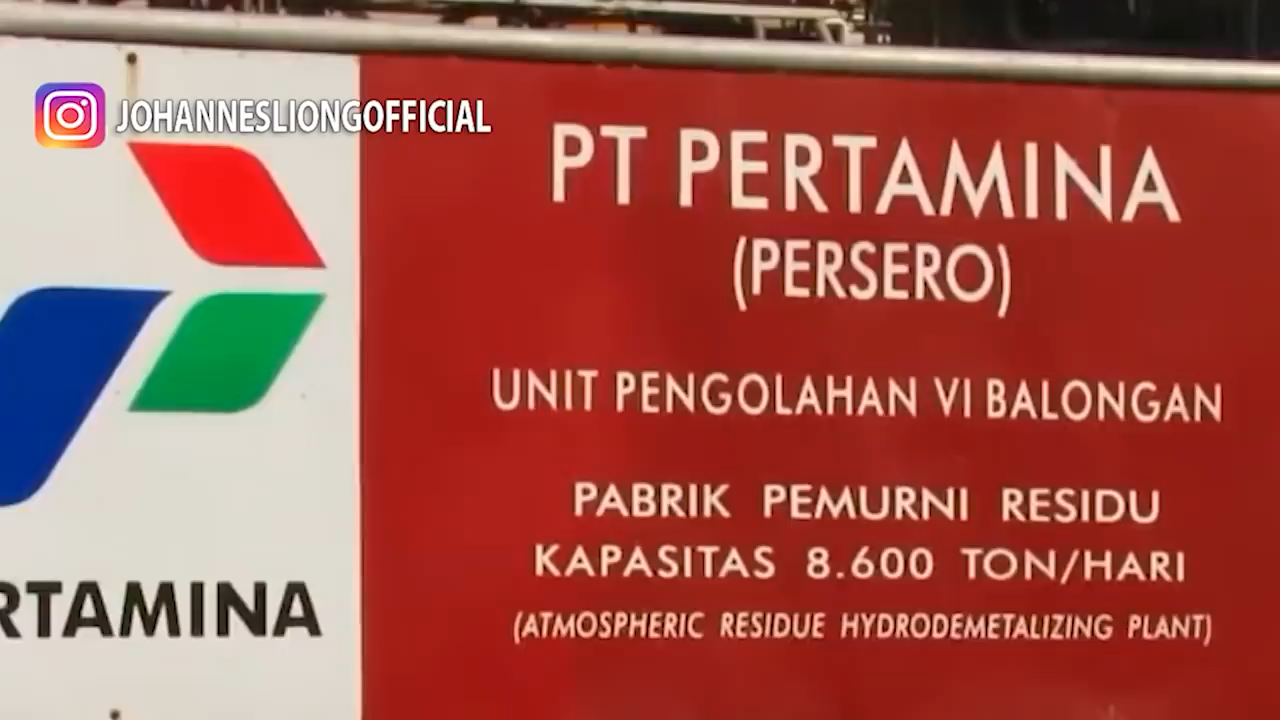 JOHANNESLIONGOFFICIAL
PT PERTAMINA
(PERSERO)
UNIT PENGOLAHAN VI BALONGAN
PABRIK PEMURNI RESIDU
KAPASITAS 8.600 TON/HARI
(ATMOSPHERIC RESIDUE HYDRODEMETALIZING PLANT)
RTAMINA